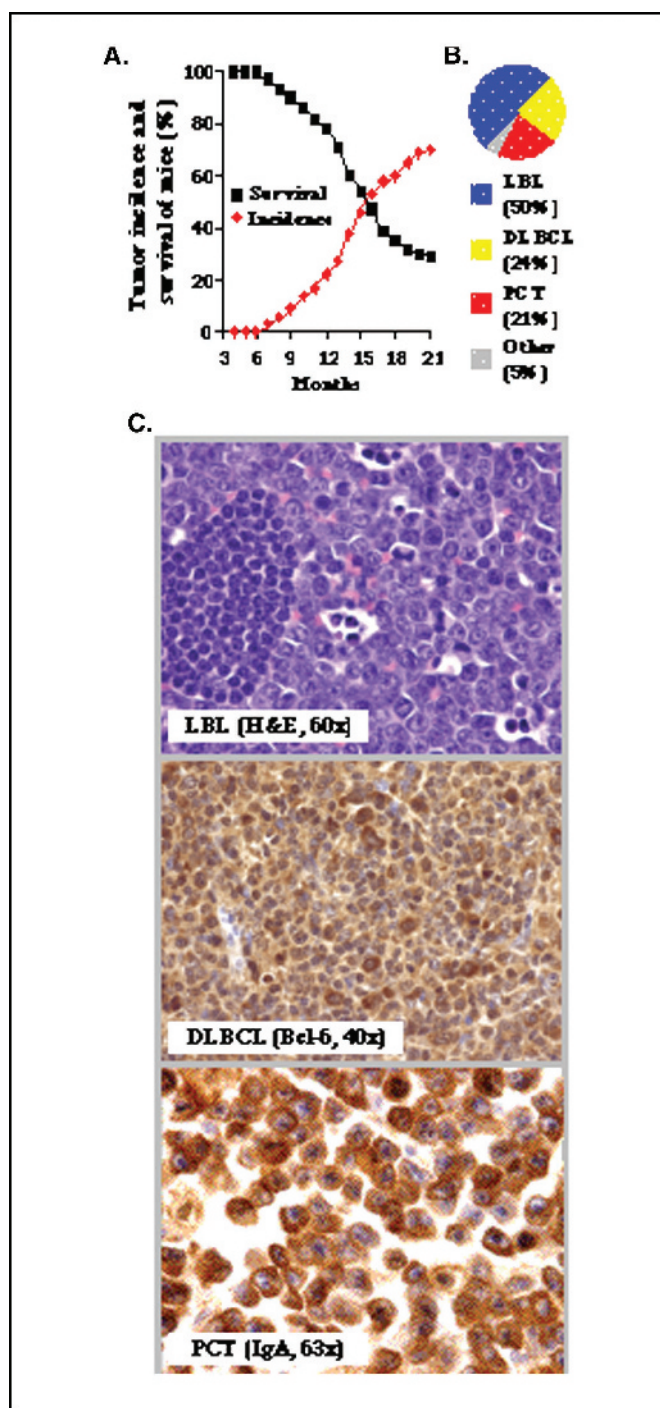 A.
Tumor incidence and
survival of mice (%)
100
80
60
40
20
0
Survival
Incidence
3 6 9 12 15 18 21
Months
B.
LBL
(50%)
DLBCL
(24%)
PCT
(21%)
Other
(5%)
C.
LBL (H&E, 60x)
DLBCL (Bcl-6, 40x)
PCT (IgA, 63x)